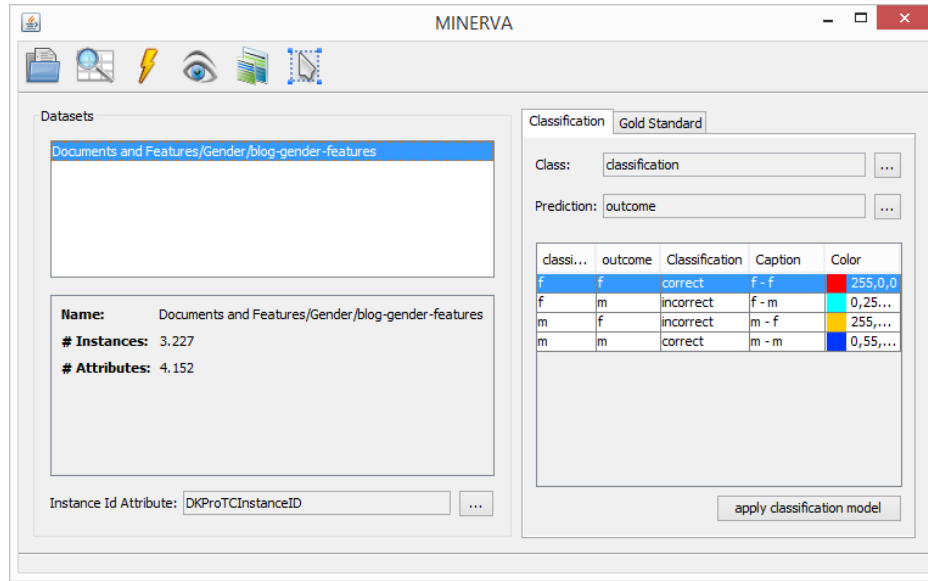 MINERVA
Datasets
Documents and Features/Gender/blog-gender-features
Name: Documents and Features/Gender/blog-gender-features
# Instances: 3.227
# Attributes: 4.152
Instance Id Attribute: DKProTCInstanceID ...
Classification Gold Standard
Class: classification ...
Prediction: outcome ...
classi... outcome Classification Caption Color
f f correct f - f 255,0,0
f m incorrect f - m 0,25...
m f incorrect m - f 255,...
m m correct m - m 0,55,...
apply classification model